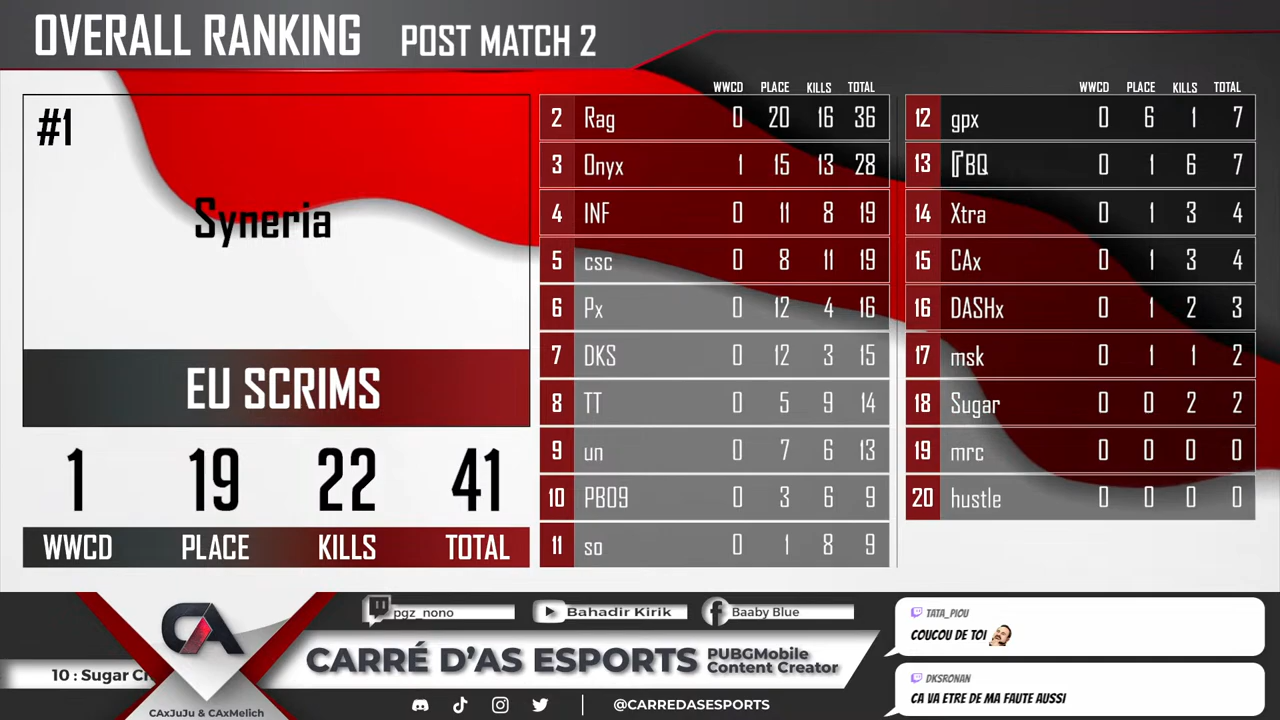 OVERALL RANKING POST MATCH 2
#1
Syneria
EU SCRIMS
1 19 22 41
WWCD PLACE KILLS TOTAL
WWCD PLACE KILLS TOTAL
2 Rag 0 20 16 36
3 Onyx 1 15 13 28
4 INF 0 11 8 19
5 csc 0 8 11 19
6 Px 0 12 4 16
7 DKS 0 12 3 15
8 TT 0 5 9 14
9 un 0 7 6 13
10 PB09 0 3 6 9
11 so 0 1 8 9
WWCD PLACE KILLS TOTAL
12 gpx 0 6 1 7
13 『BQ 0 1 6 7
14 Xtra 0 1 3 4
15 CAx 0 1 3 4
16 DASHx 0 1 2 3
17 msk 0 1 1 2
18 Sugar 0 0 2 2
19 mrc 0 0 0 0
20 hustle 0 0 0 0
10 : Sugar
CA
CAxJuJu & CAxMelich
pgz_nono
Bahadir Kirik
Baaby Blue
CARRÉ D'AS ESPORTS
PUBGMobile
Content Creator
@CARREDASESPORTS
TATA_PIOU
COUCOU DE TOI
DKSRONAN
CA VA ETRE DE MA FAUTE AUSSI